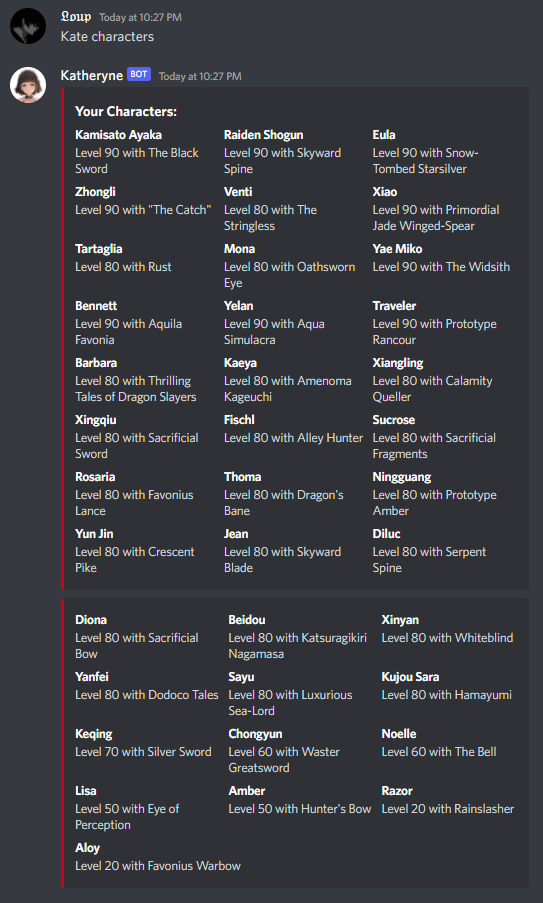 𝕷𝖔𝖚𝖕 Today at 10:27 PM
Kate characters
Katheryne BOT Today at 10:27 PM
Your Characters:
Kamisato Ayaka
Level 90 with The Black
Sword
Raiden Shogun
Level 90 with Skyward
Spine
Eula
Level 90 with Snow-
Tombed Starsilver
Zhongli
Level 90 with "The Catch"
Venti
Level 80 with The
Stringless
Xiao
Level 90 with Primordial
Jade Winged-Spear
Tartaglia
Level 80 with Rust
Mona
Level 80 with Oathsworn
Eye
Yae Miko
Level 90 with The Widsith
Bennett
Level 90 with Aquila
Favonia
Yelan
Level 90 with Aqua
Simulacra
Traveler
Level 90 with Prototype
Rancour
Barbara
Level 80 with Thrilling
Tales of Dragon Slayers
Kaeya
Level 80 with Amenoma
Kageuchi
Xiangling
Level 80 with Calamity
Queller
Xingqiu
Level 80 with Sacrificial
Sword
Fischl
Level 80 with Alley Hunter
Sucrose
Level 80 with Sacrificial
Fragments
Rosaria
Level 80 with Favonius
Lance
Thoma
Level 80 with Dragon's
Bane
Ningguang
Level 80 with Prototype
Amber
Yun Jin
Level 80 with Crescent
Pike
Jean
Level 80 with Skyward
Blade
Diluc
Level 80 with Serpent
Spine
Diona
Level 80 with Sacrificial
Bow
Beidou
Level 80 with Katsuragikiri
Nagamasa
Xinyan
Level 80 with Whiteblind
Yanfei
Level 80 with Dodoco Tales
Sayu
Level 80 with Luxurious
Sea-Lord
Kujou Sara
Level 80 with Hamayumi
Keqing
Level 70 with Silver Sword
Chongyun
Level 60 with Waster
Greatsword
Noelle
Level 60 with The Bell
Lisa
Level 50 with Eye of
Perception
Amber
Level 50 with Hunter's Bow
Razor
Level 20 with Rainslasher
Aloy
Level 20 with Favonius Warbow